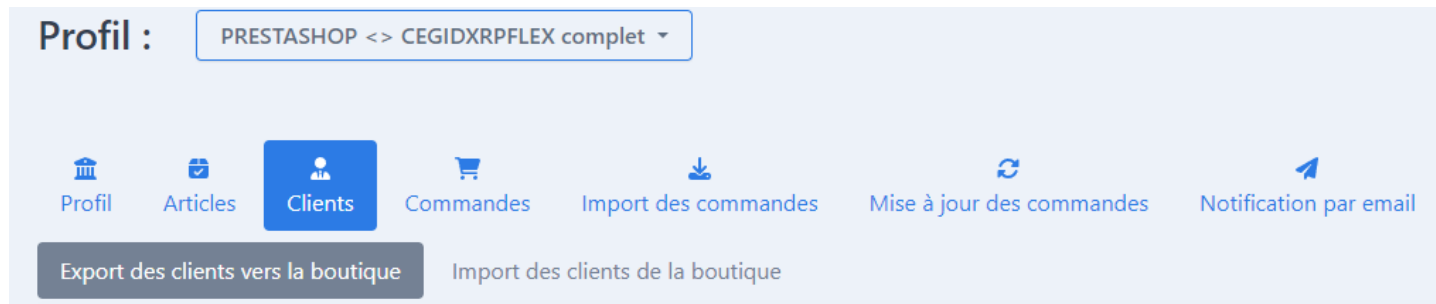 Profil : PRESTASHOP <> CEGIDXRPFLEX complet
Profil Articles Clients Commandes Import des commandes Mise à jour des commandes Notification par email
Export des clients vers la boutique Import des clients de la boutique